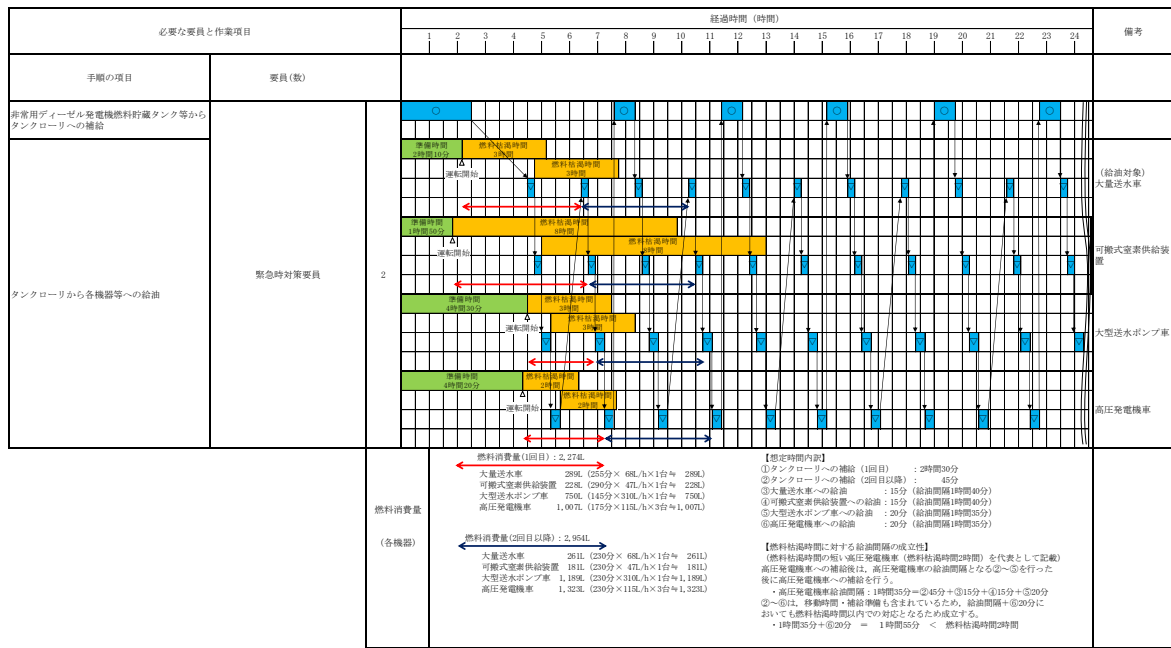 必要な要員と作業項目
経過時間（時間）
備考
1 2 3 4 5 6 7 8 9 10 11 12 13 14 15 16 17 18 19 20 21 22 23 24
手順の項目
要員(数)
非常用ディーゼル発電機燃料貯蔵タンク等から
タンクローリへの補給
タンクローリから各機器等への給油
緊急時対策要員
2
準備時間
2時間10分
燃料枯渇時間
3時間
運転開始
燃料枯渇時間
3時間
（給油対象）
大量送水車
準備時間
1時間50分
燃料枯渇時間
8時間
運転開始
燃料枯渇時間
8時間
可搬式窒素供給装
置
準備時間
4時間30分
燃料枯渇時間
3時間
運転開始
燃料枯渇時間
3時間
大型送水ポンプ車
準備時間
4時間20分
燃料枯渇時間
2時間
運転開始
燃料枯渇時間
2時間
高圧発電機車
燃料消費量
(各機器)
燃料消費量(1回目)：2,274L
大量送水車 289L (255分× 68L/h×1台≒ 289L)
可搬式窒素供給装置 228L (290分× 47L/h×1台≒ 228L)
大型送水ポンプ車 750L (145分×310L/h×1台≒ 750L)
高圧発電機車 1,007L (175分×115L/h×3台≒1,007L)
燃料消費量(2回目以降)：2,954L
大量送水車 261L (230分× 68L/h×1台≒ 261L)
可搬式窒素供給装置 181L (230分× 47L/h×1台≒ 181L)
大型送水ポンプ車 1,189L (230分×310L/h×1台≒1,189L)
高圧発電機車 1,323L (230分×115L/h×3台≒1,323L)
【想定時間内訳】
①タンクローリへの補給（1回目） ：2時間30分
②タンクローリへの補給（2回目以降）： 45分
③大量送水車への給油 ：15分（給油間隔1時間40分）
④可搬式窒素供給装置への給油：15分（給油間隔1時間40分）
⑤大型送水ポンプ車への給油 ：20分（給油間隔1時間35分）
⑥高圧発電機車への給油 ：20分（給油間隔1時間35分）
【燃料枯渇時間に対する給油間隔の成立性】
（燃料枯渇時間の短い高圧発電機車（燃料枯渇時間2時間）を代表として記載）
高圧発電機車への補給後は，高圧発電機車の給油間隔となる②～⑤を行った
後に高圧発電機車への補給を行う。
・高圧発電機車給油間隔：1時間35分＝②45分＋③15分＋④15分＋⑤20分
②～⑥は，移動時間・補給準備も含まれているため，給油間隔＋⑥20分に
おいても燃料枯渇時間以内での対応となるため成立する。
・1時間35分＋⑥20分 ＝ 1時間55分 ＜ 燃料枯渇時間2時間